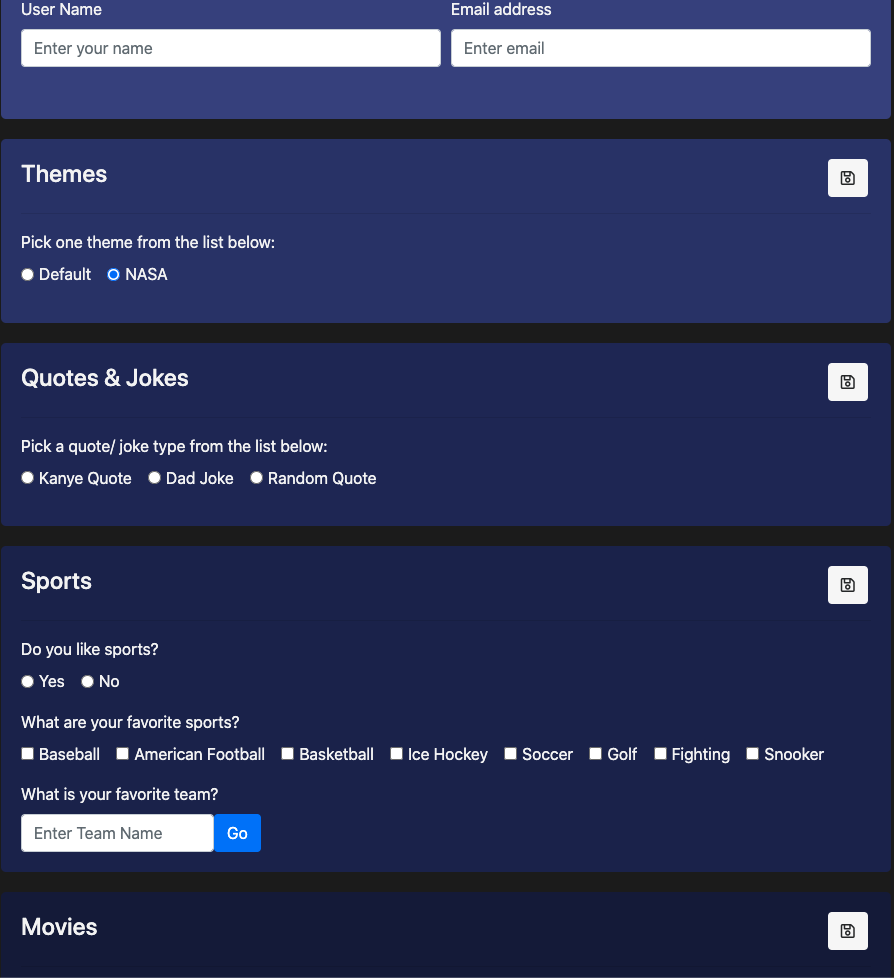 User Name Email address
Enter your name Enter email
Themes
Pick one theme from the list below:
Default NASA
Quotes & Jokes
Pick a quote/ joke type from the list below:
Kanye Quote Dad Joke Random Quote
Sports
Do you like sports?
Yes No
What are your favorite sports?
Baseball American Football Basketball Ice Hockey Soccer Golf Fighting Snooker
What is your favorite team?
Enter Team Name Go
Movies